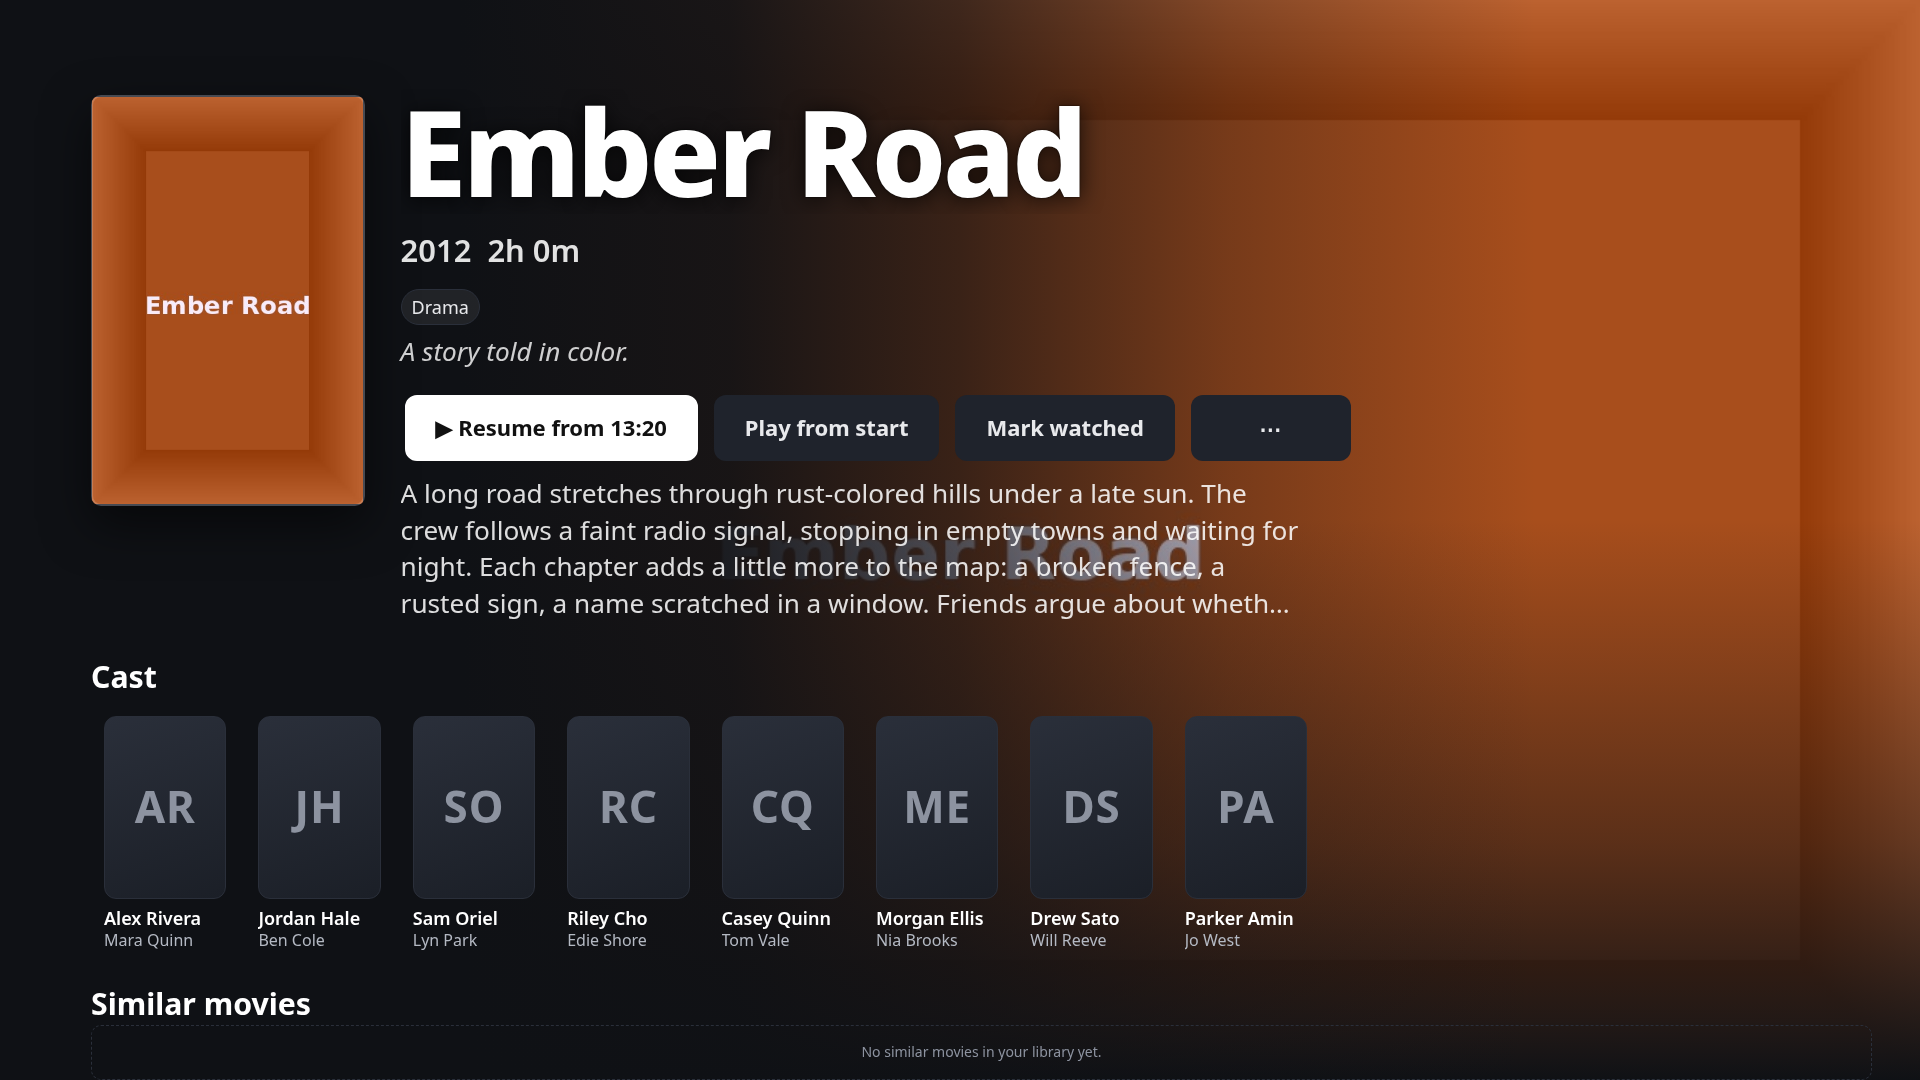 Ember Road
Ember Road
2012 2h 0m
Drama
A story told in color.
▶ Resume from 13:20
Play from start
Mark watched
...
A long road stretches through rust-colored hills under a late sun. The
crew follows a faint radio signal, stopping in empty towns and waiting for
night. Each chapter adds a little more to the map: a broken fence, a
rusted sign, a name scratched in a window. Friends argue about wheth...
Ember Road
Cast
AR
JH
SO
RC
CQ
ME
DS
PA
Alex Rivera
Mara Quinn
Jordan Hale
Ben Cole
Sam Oriel
Lyn Park
Riley Cho
Edie Shore
Casey Quinn
Tom Vale
Morgan Ellis
Nia Brooks
Drew Sato
Will Reeve
Parker Amin
Jo West
Similar movies
No similar movies in your library yet.